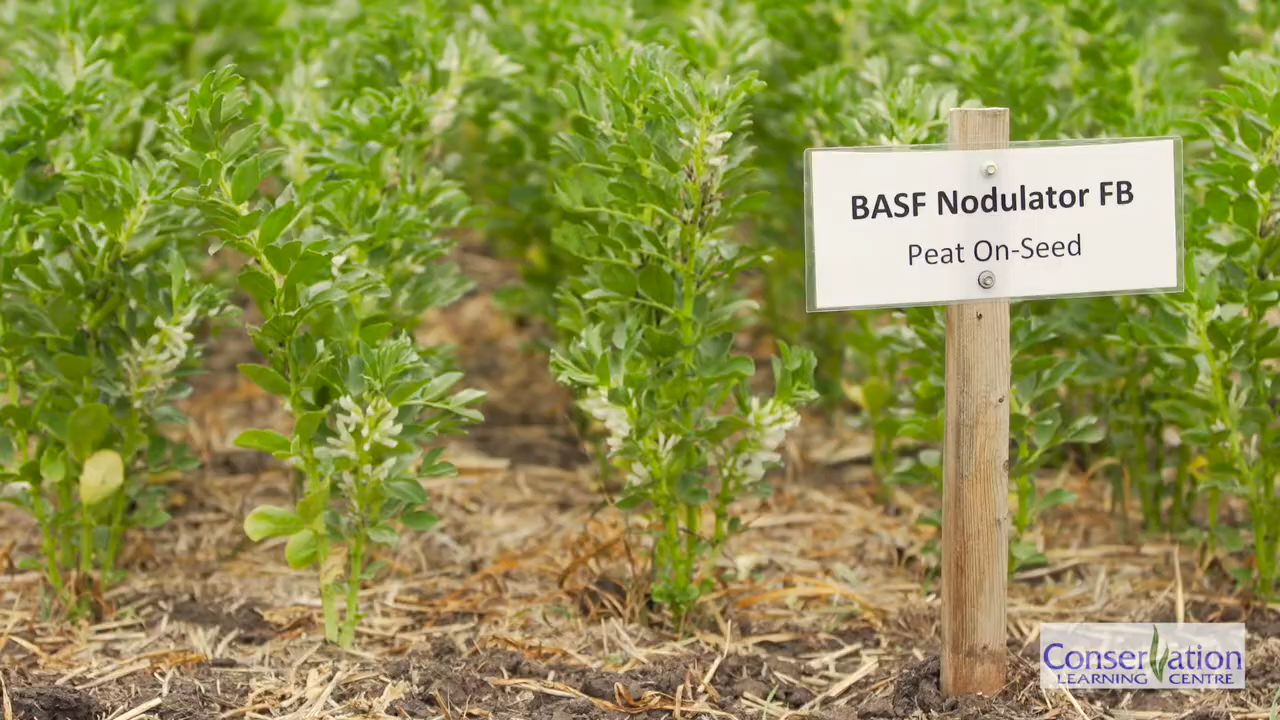 BASF Nodulator FB
Peat On-Seed
Conservation
LEARNING CENTRE